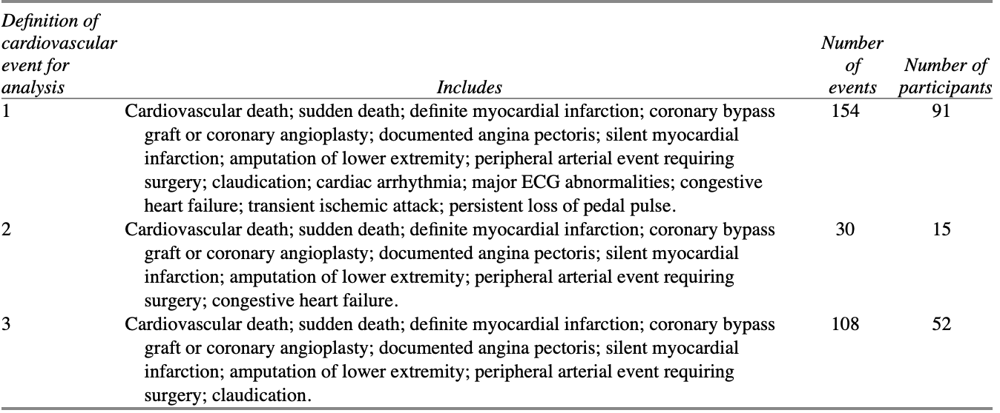 Definition of
cardiovascular
event for
analysis
Includes
Number
of
events
Number of
participants
1
Cardiovascular death; sudden death; definite myocardial infarction; coronary bypass
graft or coronary angioplasty; documented angina pectoris; silent myocardial
infarction; amputation of lower extremity; peripheral arterial event requiring
surgery; claudication; cardiac arrhythmia; major ECG abnormalities; congestive
heart failure; transient ischemic attack; persistent loss of pedal pulse.
154
91
2
Cardiovascular death; sudden death; definite myocardial infarction; coronary bypass
graft or coronary angioplasty; documented angina pectoris; silent myocardial
infarction; amputation of lower extremity; peripheral arterial event requiring
surgery; congestive heart failure.
30
15
3
Cardiovascular death; sudden death; definite myocardial infarction; coronary bypass
graft or coronary angioplasty; documented angina pectoris; silent myocardial
infarction; amputation of lower extremity; peripheral arterial event requiring
surgery; claudication.
108
52